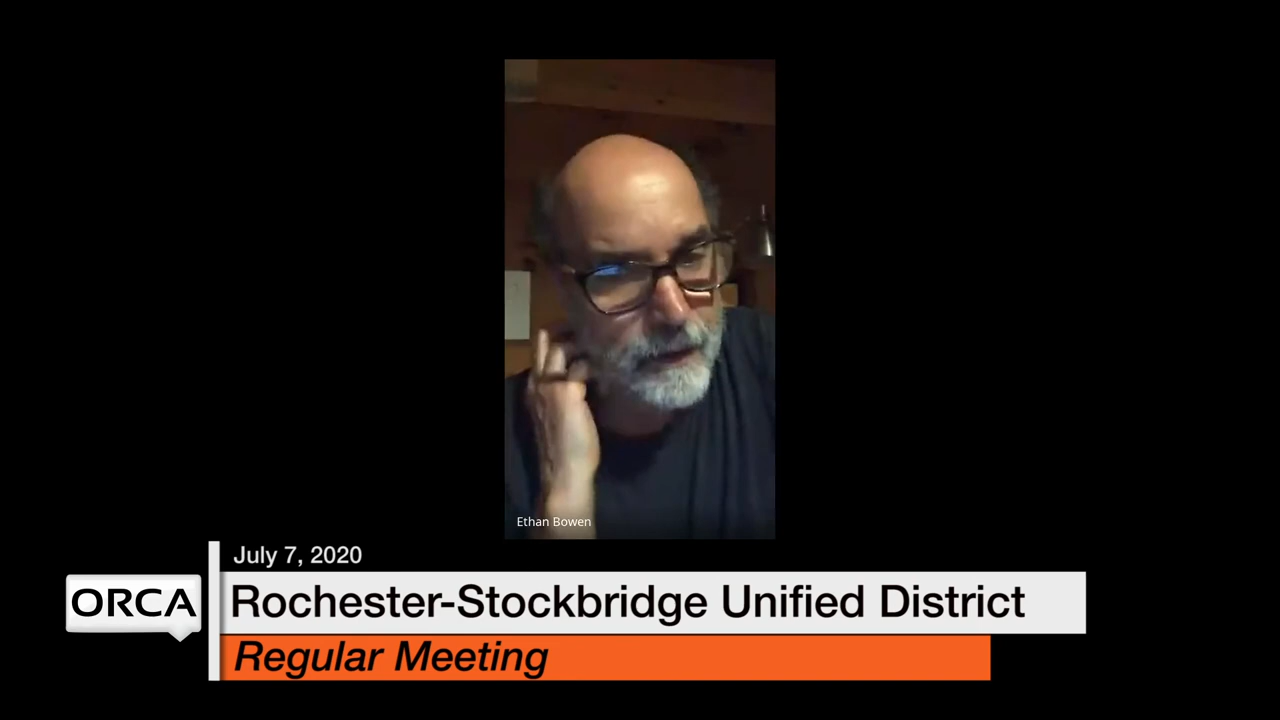 Ethan Bowen
July 7, 2020
ORCA
Rochester-Stockbridge Unified District
Regular Meeting